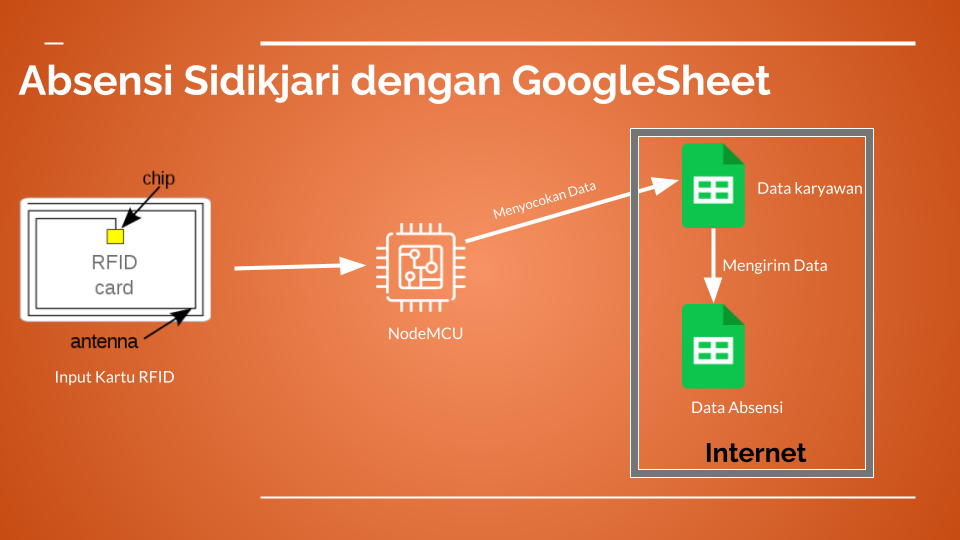 Absensi Sidikjari dengan GoogleSheet
chip
RFID
card
antenna
Input Kartu RFID
NodeMCU
Menyocokan Data
Data karyawan
Mengirim Data
Data Absensi
Internet